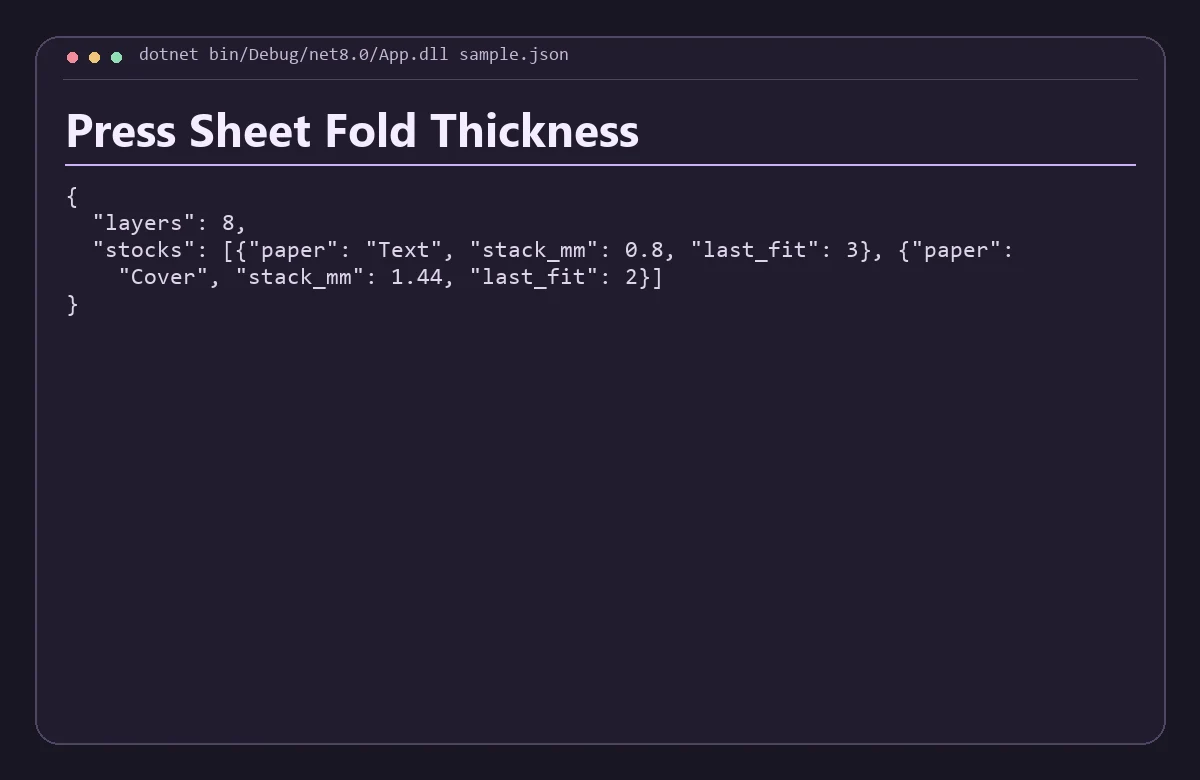 dotnet bin/Debug/net8.0/App.dll sample.json
Press Sheet Fold Thickness
{
  "layers": 8,
  "stocks": [{"paper": "Text", "stack_mm": 0.8, "last_fit": 3}, {"paper":
    "Cover", "stack_mm": 1.44, "last_fit": 2}]
}